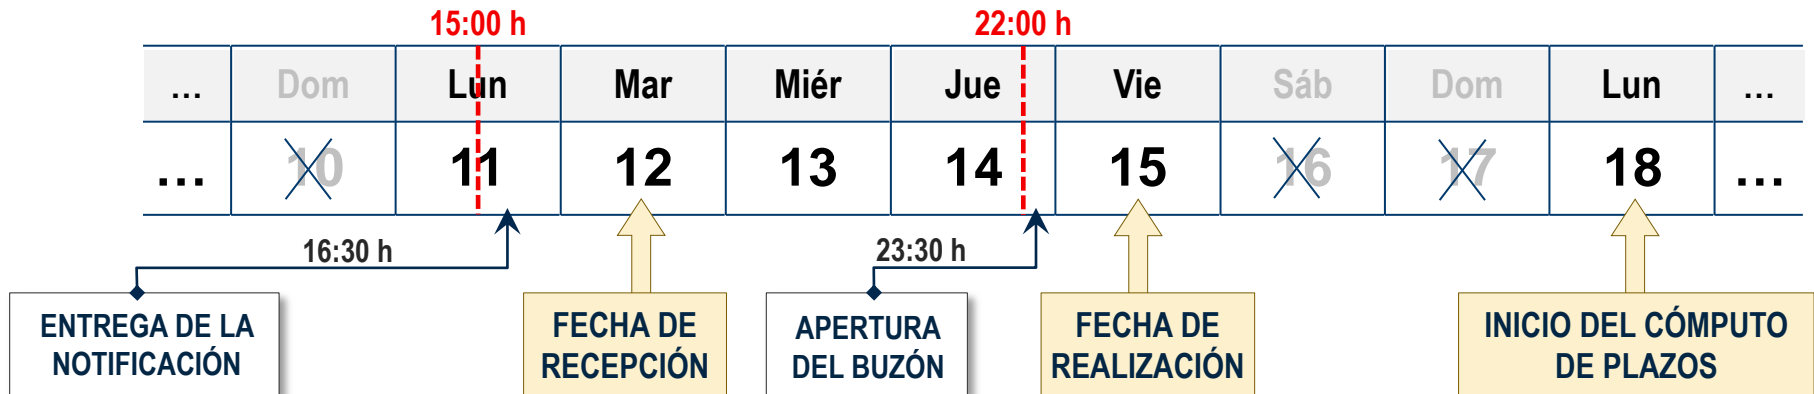 15:00 h 22:00 h
... Dom Lun Mar Miér Jue Vie Sáb Dom Lun ...
... 10 11 12 13 14 15 16 17 18 ...
16:30 h 23:30 h
ENTREGA DE LA
NOTIFICACIÓN
FECHA DE
RECEPCIÓN
APERTURA
DEL BUZÓN
FECHA DE
REALIZACIÓN
INICIO DEL CÓMPUTO
DE PLAZOS